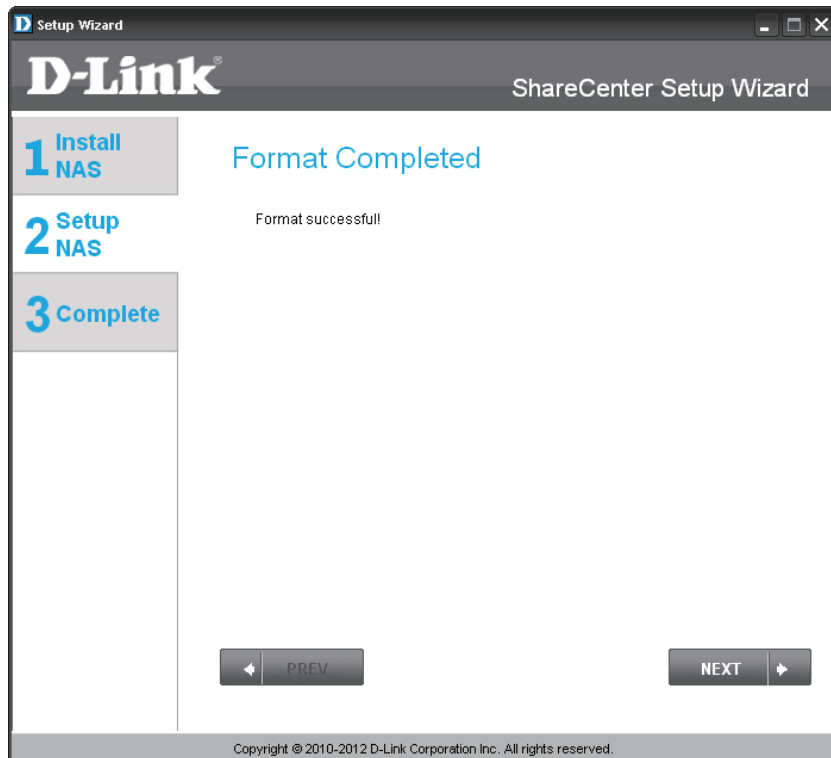 Setup Wizard
D-Link®
ShareCenter Setup Wizard
1 Install
NAS
2 Setup
NAS
3 Complete
Format Completed
Format successful!
PREV
NEXT
Copyright © 2010-2012 D-Link Corporation Inc. All rights reserved.